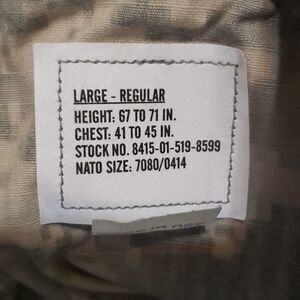 LARGE - REGULAR
HEIGHT: 67 TO 71 IN.
CHEST: 41 TO 45 IN.
STOCK NO. 8415-01-519-8599
NATO SIZE: 7080/0414